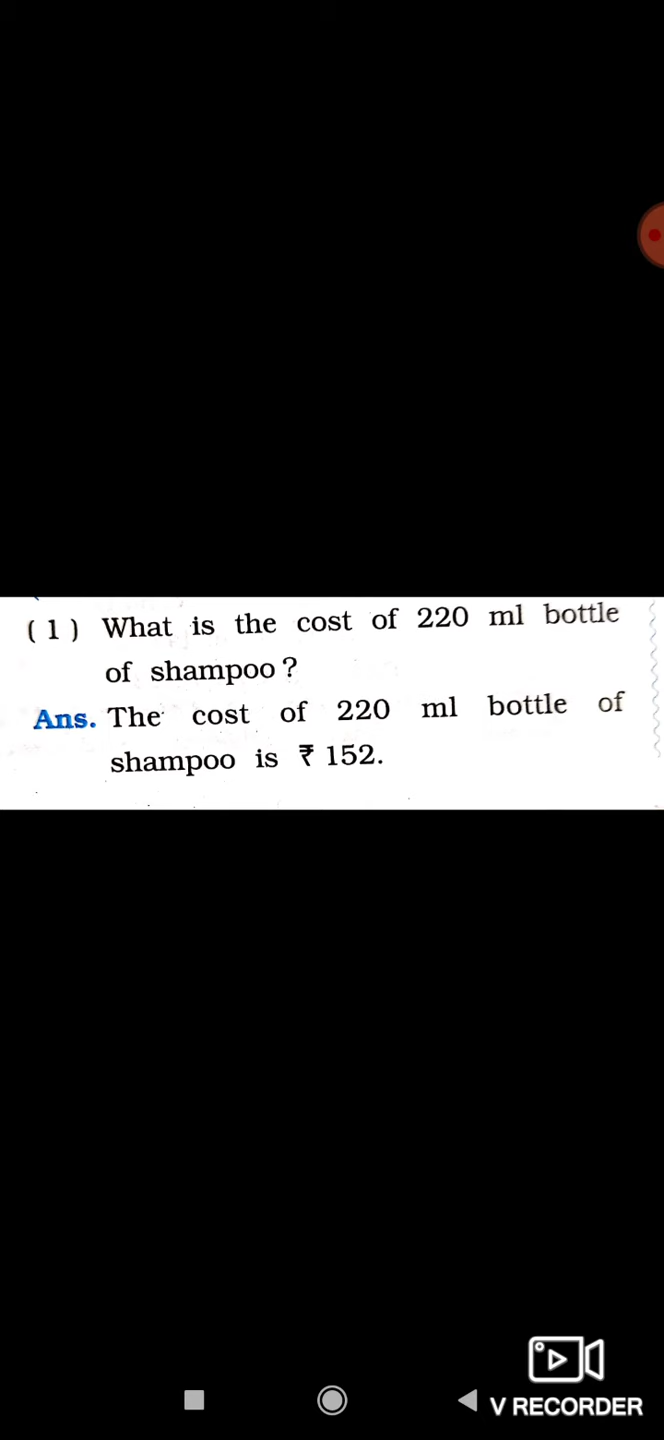 ( 1 ) What is the cost of 220 ml bottle
of shampoo ?
Ans. The cost of 220 ml bottle of
shampoo is ₹ 152.
V RECORDER